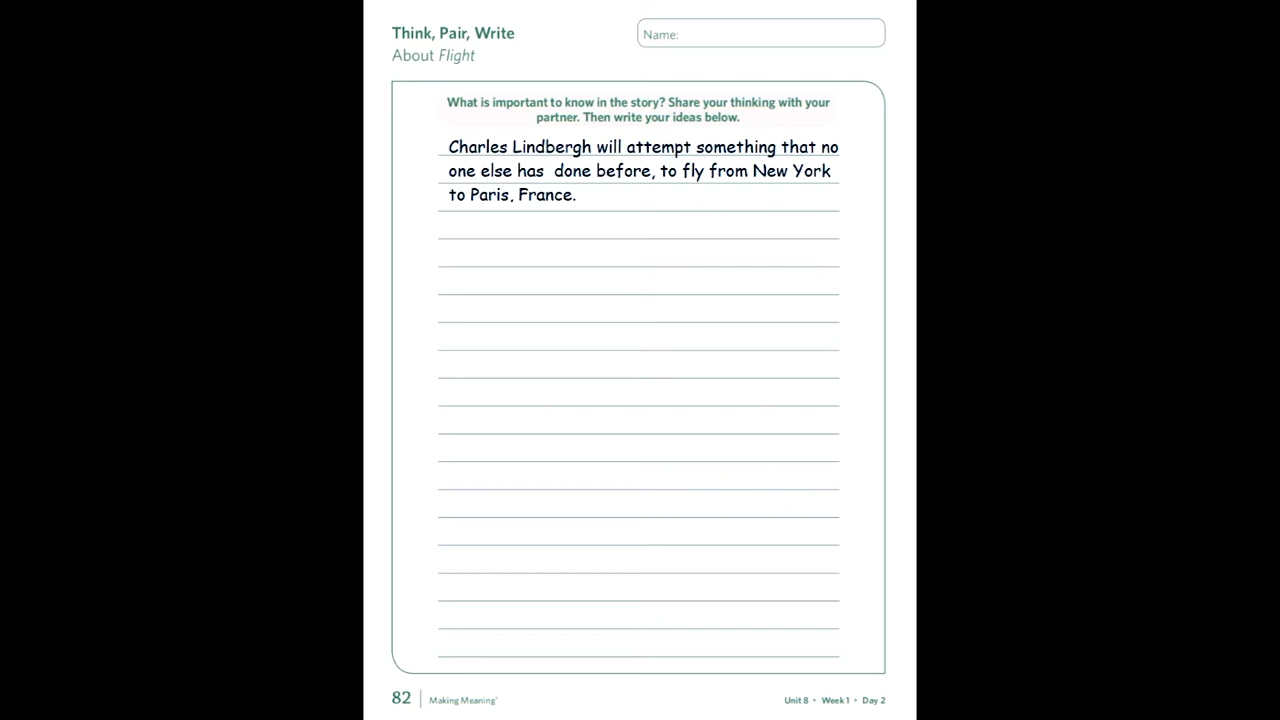 Think, Pair, Write
Name:
About Flight
What is important to know in the story? Share your thinking with your
partner. Then write your ideas below.
Charles Lindbergh will attempt something that no
one else has  done before, to fly from New York
to Paris, France.
82 | Making Meaning®
Unit 8 • Week 1 • Day 2